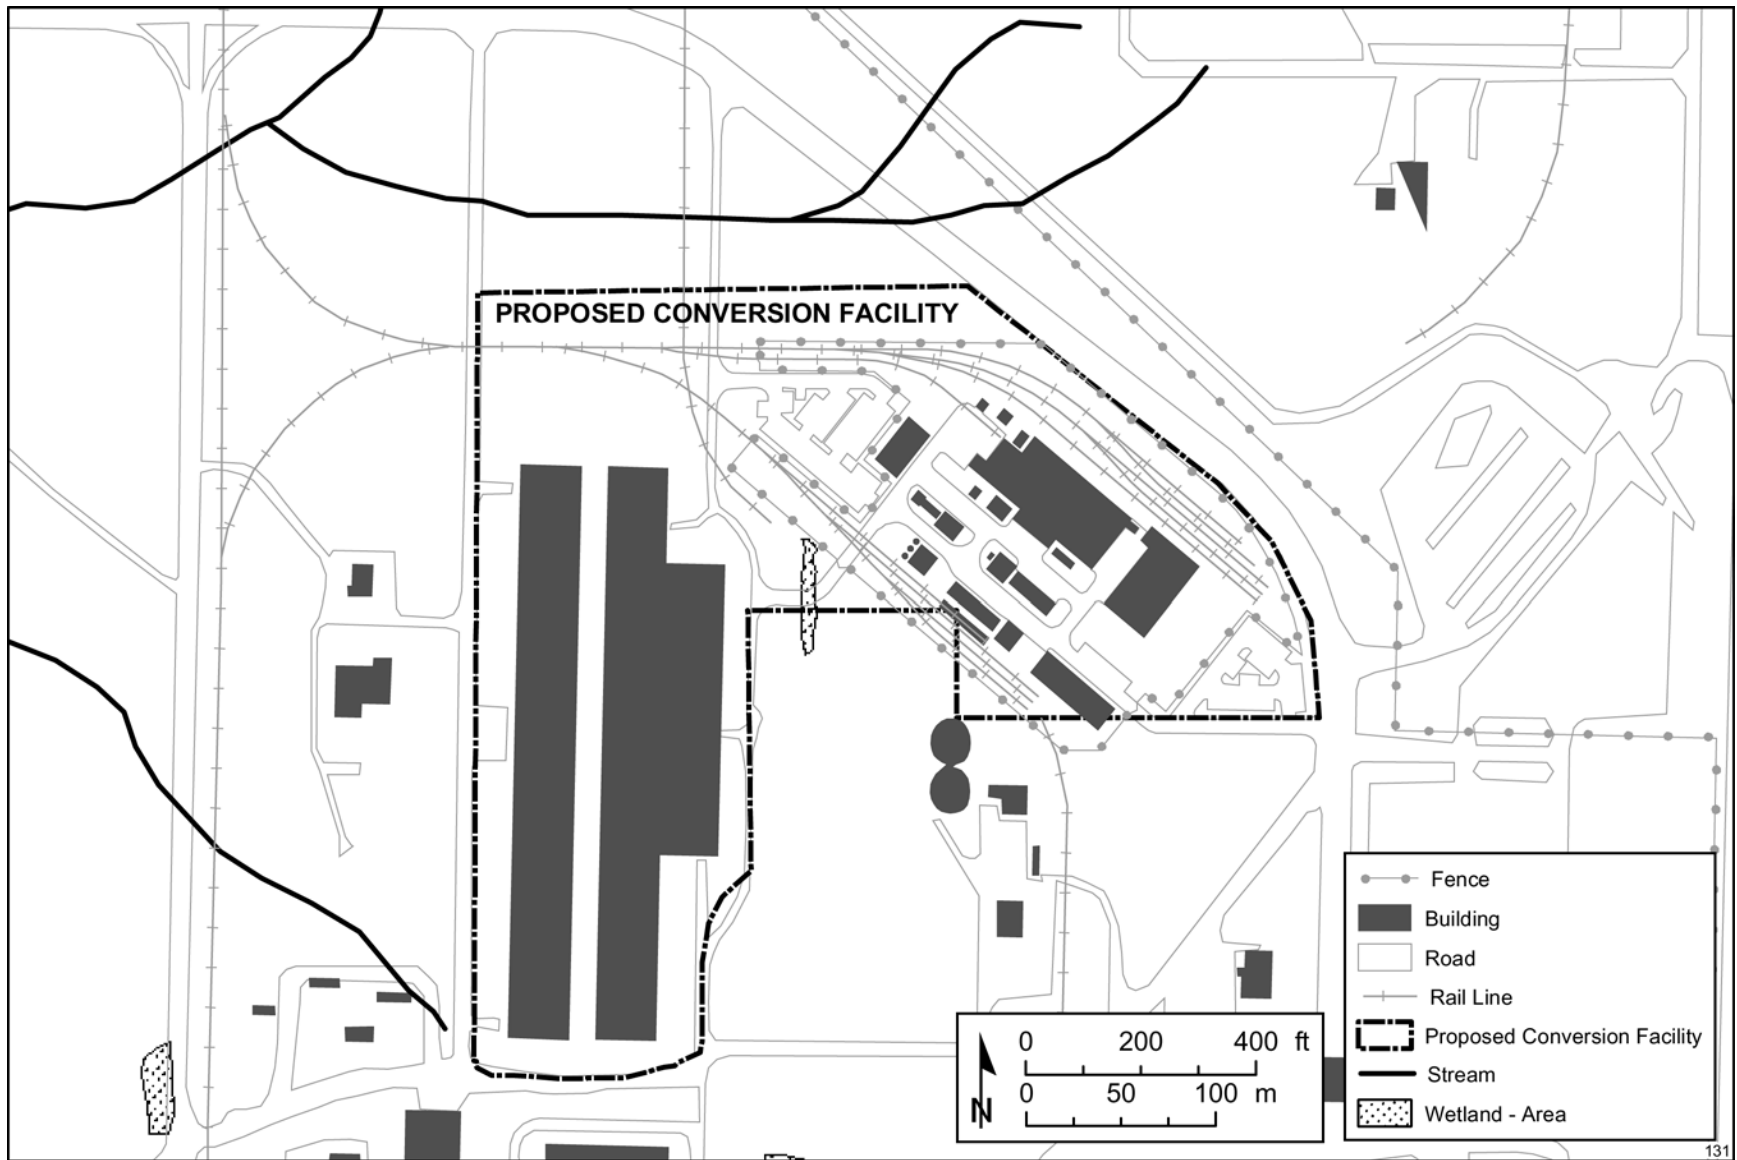 PROPOSED CONVERSION FACILITY
Fence
Building
Road
Rail Line
Proposed Conversion Facility
Stream
Wetland - Area
0 200 400 ft
0 50 100 m
N
131